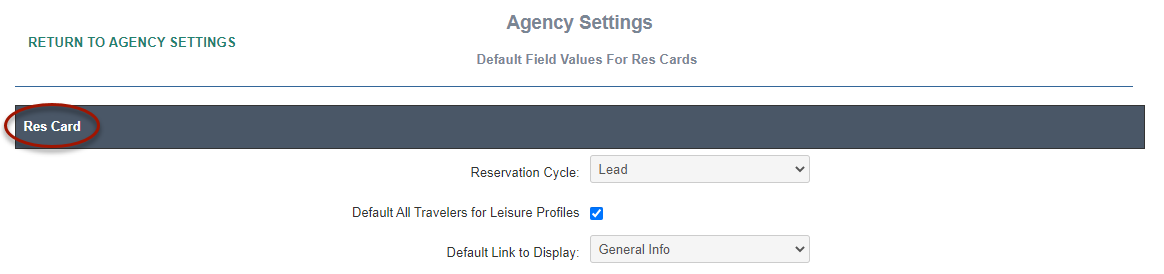 Agency Settings
RETURN TO AGENCY SETTINGS
Default Field Values For Res Cards
Res Card
Reservation Cycle: Lead
Default All Travelers for Leisure Profiles
Default Link to Display: General Info